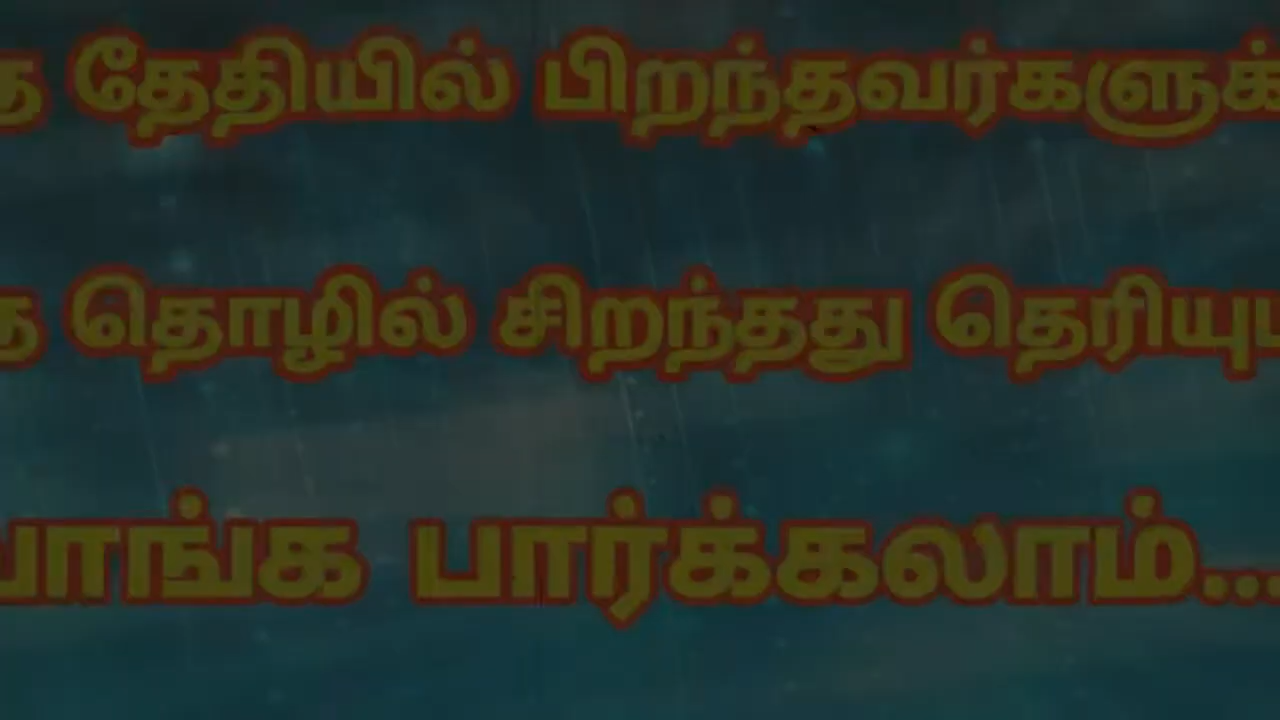 தேதியில் பிறந்தவர்களுக்
தொழில் சிறந்தது தெரியுமா
வாங்க பார்க்கலாம்...